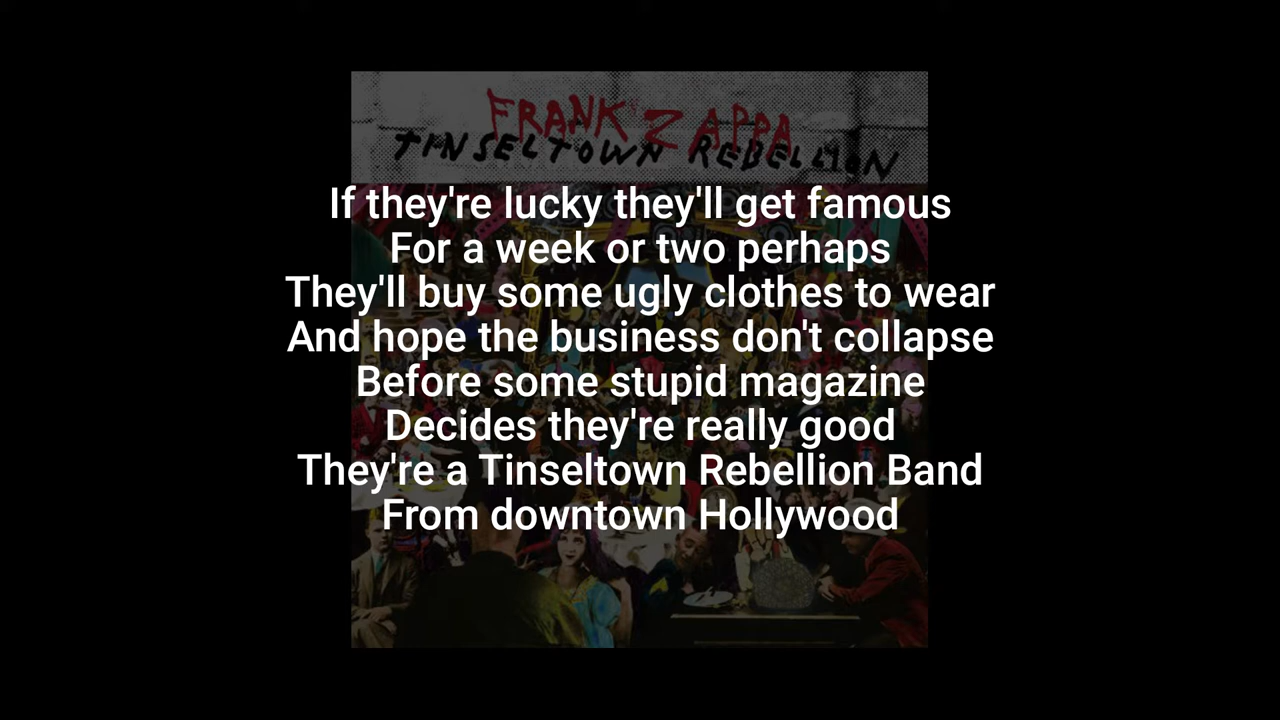 FRANK ZAPPA
TINSELTOWN REBELLION
If they're lucky they'll get famous
For a week or two perhaps
They'll buy some ugly clothes to wear
And hope the business don't collapse
Before some stupid magazine
Decides they're really good
They're a Tinseltown Rebellion Band
From downtown Hollywood